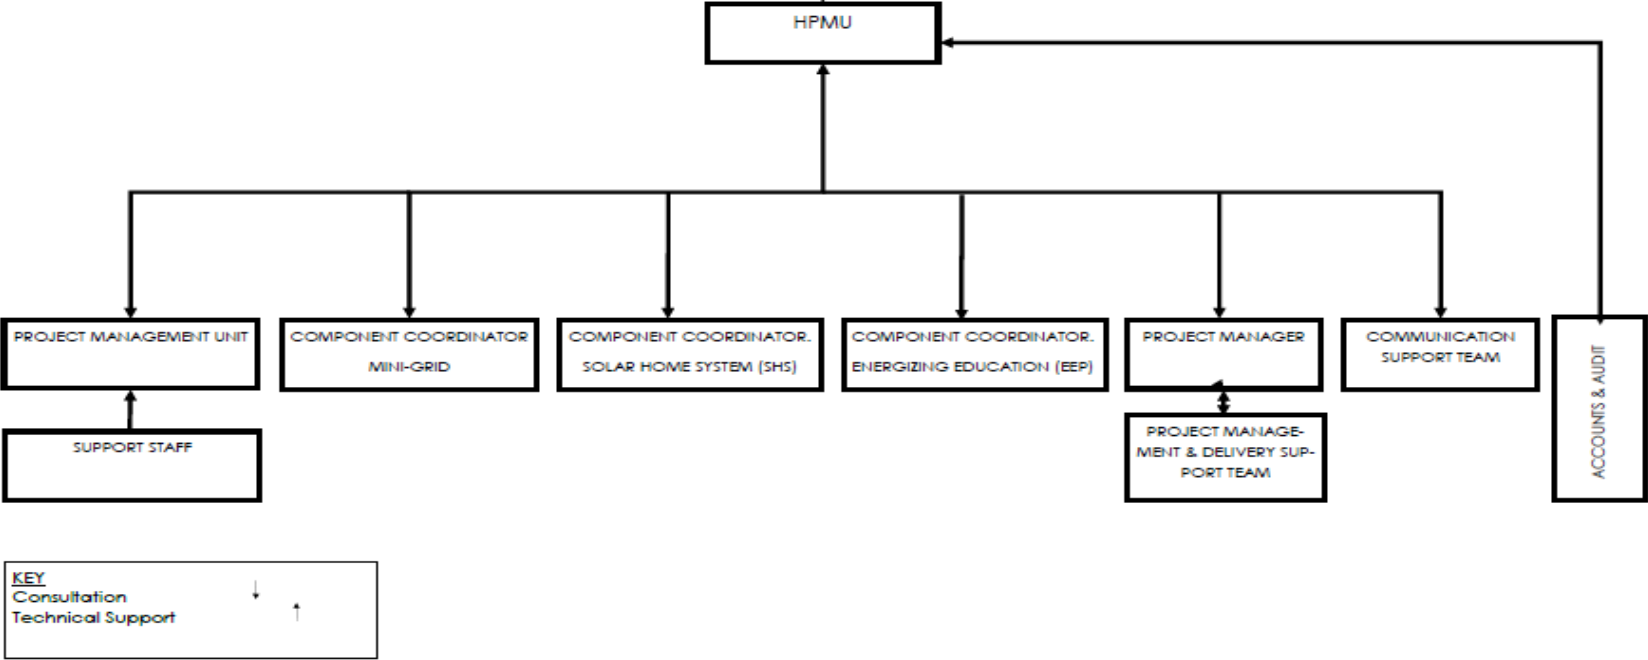 HPMU
PROJECT MANAGEMENT UNIT
COMPONENT COORDINATOR
MINI-GRID
COMPONENT COORDINATOR.
SOLAR HOME SYSTEM (SHS)
COMPONENT COORDINATOR.
ENERGIZING EDUCATION (EEP)
PROJECT MANAGER
COMMUNICATION
SUPPORT TEAM
ACCOUNTS & AUDIT
SUPPORT STAFF
PROJECT MANAGE-
MENT & DELIVERY SUP-
PORT TEAM
KEY
Consultation
Technical Support